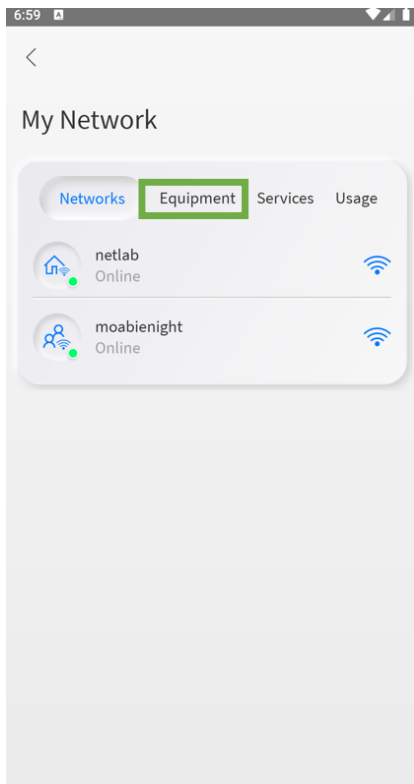 6:59 A
My Network
Networks Equipment Services Usage
netlab
Online
moabienight
Online